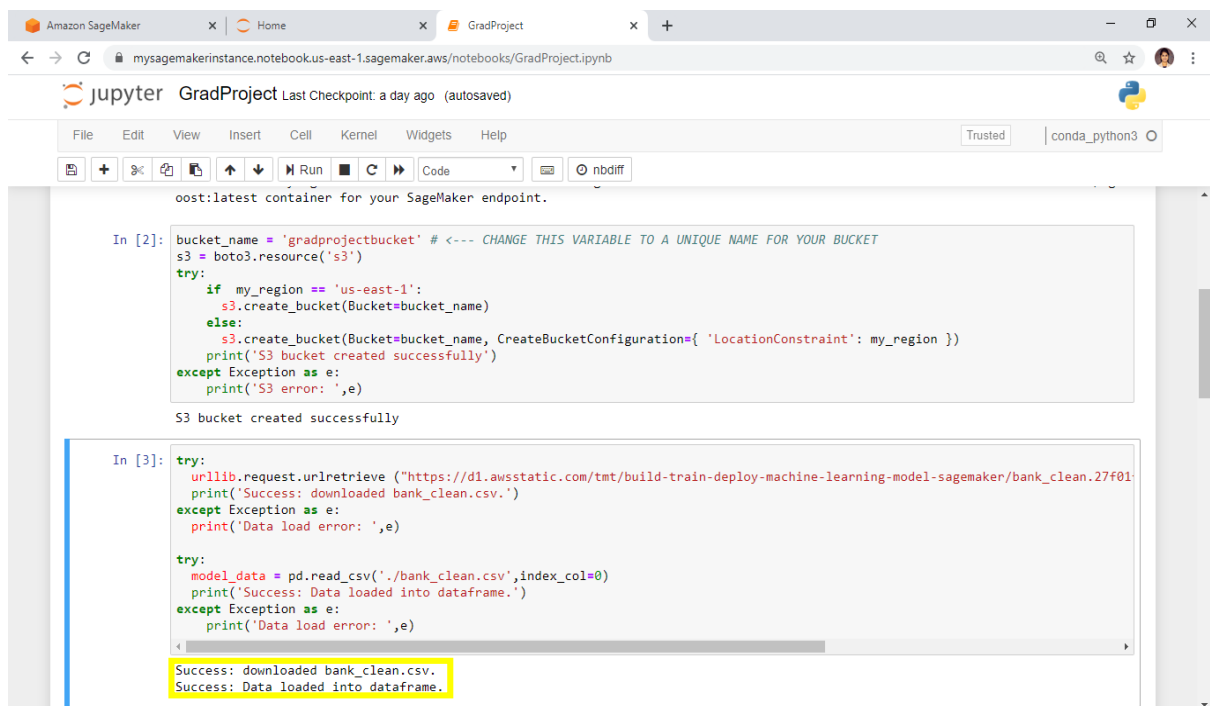 Amazon SageMaker
Home
GradProject
mysagemakerinstance.notebook.us-east-1.sagemaker.aws/notebooks/GradProject.ipynb
jupyter GradProject Last Checkpoint: a day ago (autosaved)
File Edit View Insert Cell Kernel Widgets Help Trusted conda_python3
Run Code nbdiff
oost:latest container for your SageMaker endpoint.
In [2]: bucket_name = 'gradprojectbucket' # <--- CHANGE THIS VARIABLE TO A UNIQUE NAME FOR YOUR BUCKET
s3 = boto3.resource('s3')
try:
    if  my_region == 'us-east-1':
      s3.create_bucket(Bucket=bucket_name)
    else:
      s3.create_bucket(Bucket=bucket_name, CreateBucketConfiguration={ 'LocationConstraint': my_region })
    print('S3 bucket created successfully')
except Exception as e:
    print('S3 error: ',e)
S3 bucket created successfully
In [3]: try:
  urllib.request.urlretrieve ("https://d1.awsstatic.com/tmt/build-train-deploy-machine-learning-model-sagemaker/bank_clean.27f01
  print('Success: downloaded bank_clean.csv.')
except Exception as e:
  print('Data load error: ',e)
try:
  model_data = pd.read_csv('./bank_clean.csv',index_col=0)
  print('Success: Data loaded into dataframe.')
except Exception as e:
    print('Data load error: ',e)
Success: downloaded bank_clean.csv.
Success: Data loaded into dataframe.